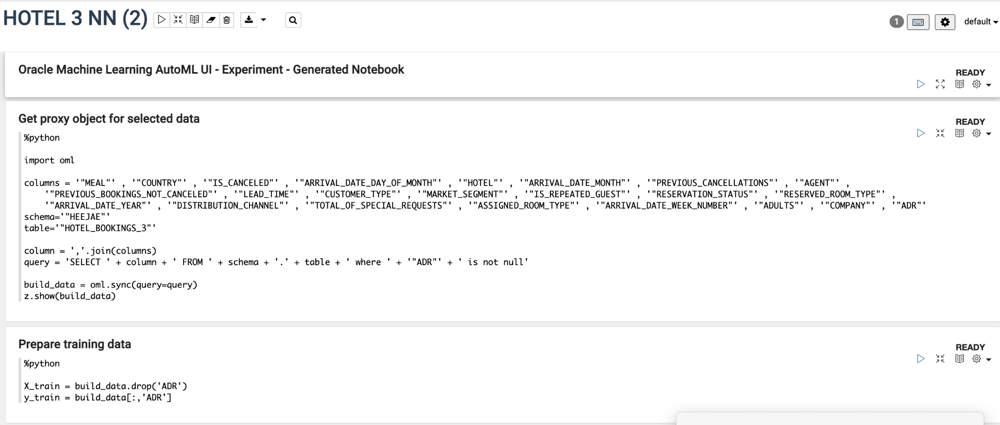 HOTEL 3 NN (2)
1
default
Oracle Machine Learning AutoML UI - Experiment - Generated Notebook
READY
Get proxy object for selected data
READY
%python
import oml
columns = '"MEAL"' , '"COUNTRY"' , '"IS_CANCELED"' , '"ARRIVAL_DATE_DAY_OF_MONTH"' , '"HOTEL"' , '"ARRIVAL_DATE_MONTH"' , '"PREVIOUS_CANCELLATIONS"' , '"AGENT"' ,
'"PREVIOUS_BOOKINGS_NOT_CANCELED"' , '"LEAD_TIME"' , '"CUSTOMER_TYPE"' , '"MARKET_SEGMENT"' , '"IS_REPEATED_GUEST"' , '"RESERVATION_STATUS"' , '"RESERVED_ROOM_TYPE"' ,
'"ARRIVAL_DATE_YEAR"' , '"DISTRIBUTION_CHANNEL"' , '"TOTAL_OF_SPECIAL_REQUESTS"' , '"ASSIGNED_ROOM_TYPE"' , '"ARRIVAL_DATE_WEEK_NUMBER"' , '"ADULTS"' , '"COMPANY"' , '"ADR"'
schema='"HEEJAE"'
table='"HOTEL_BOOKINGS_3"'
column = ','.join(columns)
query = 'SELECT ' + column + ' FROM ' + schema + '.' + table + ' where ' + '"ADR"' + ' is not null'
build_data = oml.sync(query=query)
z.show(build_data)
Prepare training data
READY
%python
X_train = build_data.drop('ADR')
y_train = build_data[:,'ADR']